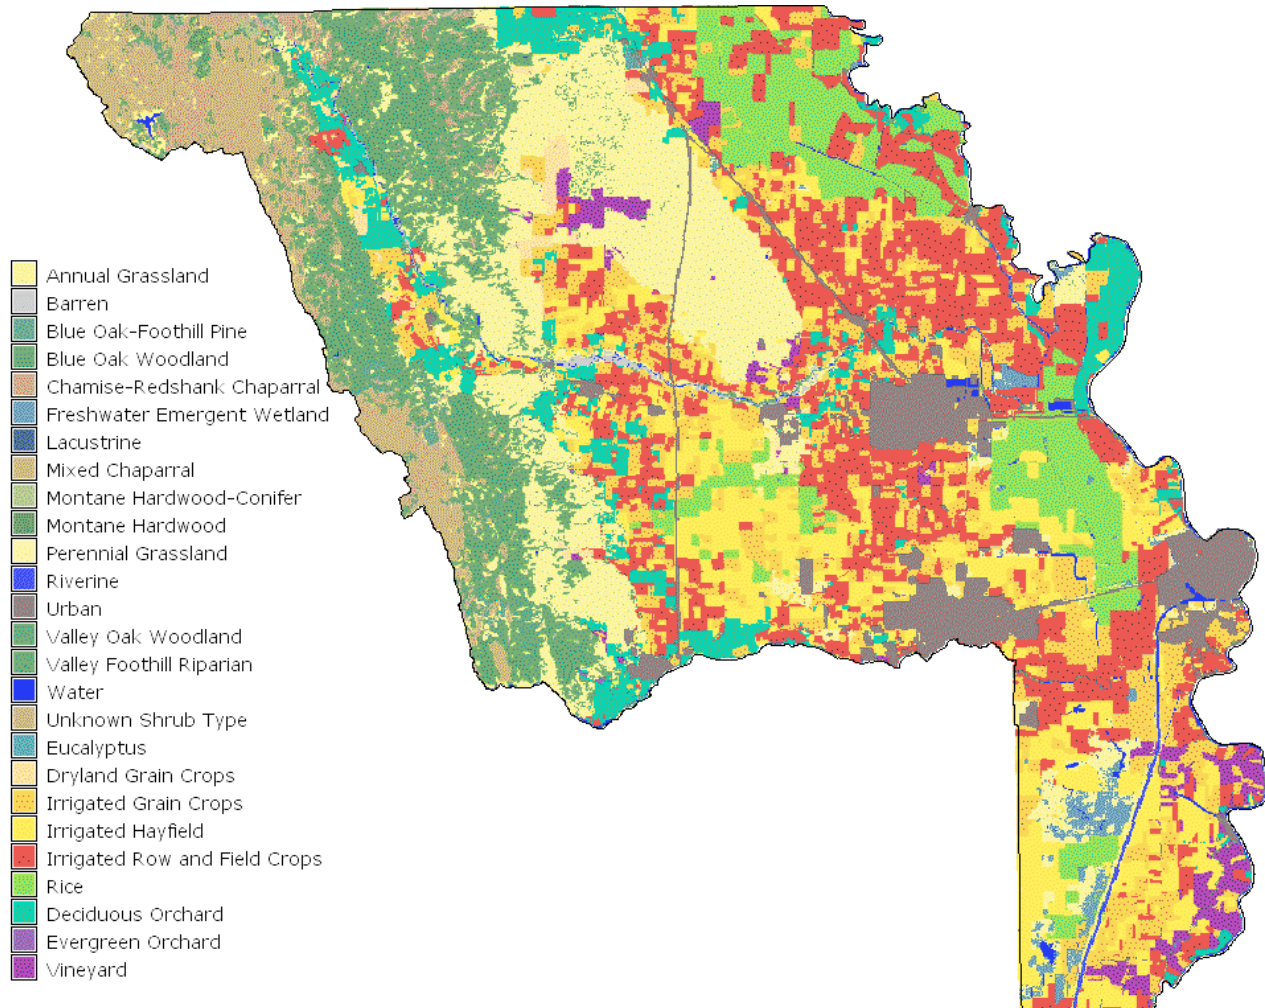 Annual Grassland
Barren
Blue Oak-Foothill Pine
Blue Oak Woodland
Chamise-Redshank Chaparral
Freshwater Emergent Wetland
Lacustrine
Mixed Chaparral
Montane Hardwood-Conifer
Montane Hardwood
Perennial Grassland
Riverine
Urban
Valley Oak Woodland
Valley Foothill Riparian
Water
Unknown Shrub Type
Eucalyptus
Dryland Grain Crops
Irrigated Grain Crops
Irrigated Hayfield
Irrigated Row and Field Crops
Rice
Deciduous Orchard
Evergreen Orchard
Vineyard